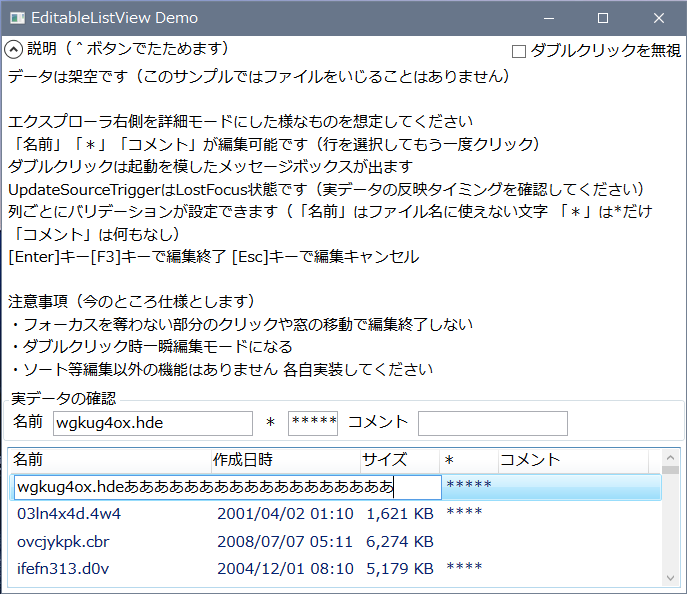 EditableListView Demo
説明（＾ボタンでたためます）
ダブルクリックを無視
データは架空です（このサンプルではファイルをいじることはありません）
エクスプローラ右側を詳細モードにした様なものを想定してください
「名前」「＊」「コメント」が編集可能です（行を選択してもう一度クリック）
ダブルクリックは起動を模したメッセージボックスが出ます
UpdateSourceTriggerはLostFocus状態です（実データの反映タイミングを確認してください）
列ごとにバリデーションが設定できます（「名前」はファイル名に使えない文字 「＊」は*だけ
「コメント」は何もなし）
[Enter]キー[F3]キーで編集終了 [Esc]キーで編集キャンセル
注意事項（今のところ仕様とします）
・フォーカスを奪わない部分のクリックや窓の移動で編集終了しない
・ダブルクリック時一瞬編集モードになる
・ソート等編集以外の機能はありません 各自実装してください
実データの確認
名前 wgkug4ox.hde * ***** コメント
名前 作成日時 サイズ * コメント
wgkug4ox.hdeああああああああああああああああああ *****
03ln4x4d.4w4 2001/04/02 01:10 1,621 KB ****
ovcjykpk.cbr 2008/07/07 05:11 6,274 KB
ifefn313.d0v 2004/12/01 08:10 5,179 KB ****